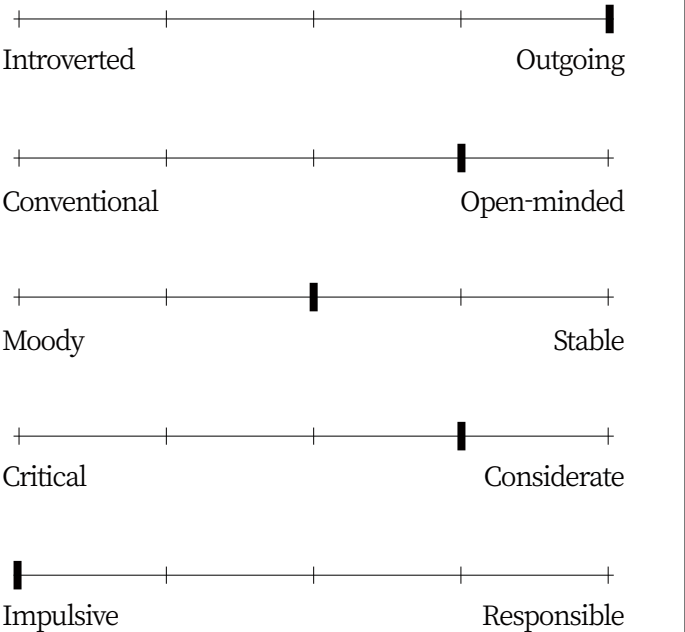 Introverted Outgoing
Conventional Open-minded
Moody Stable
Critical Considerate
Impulsive Responsible